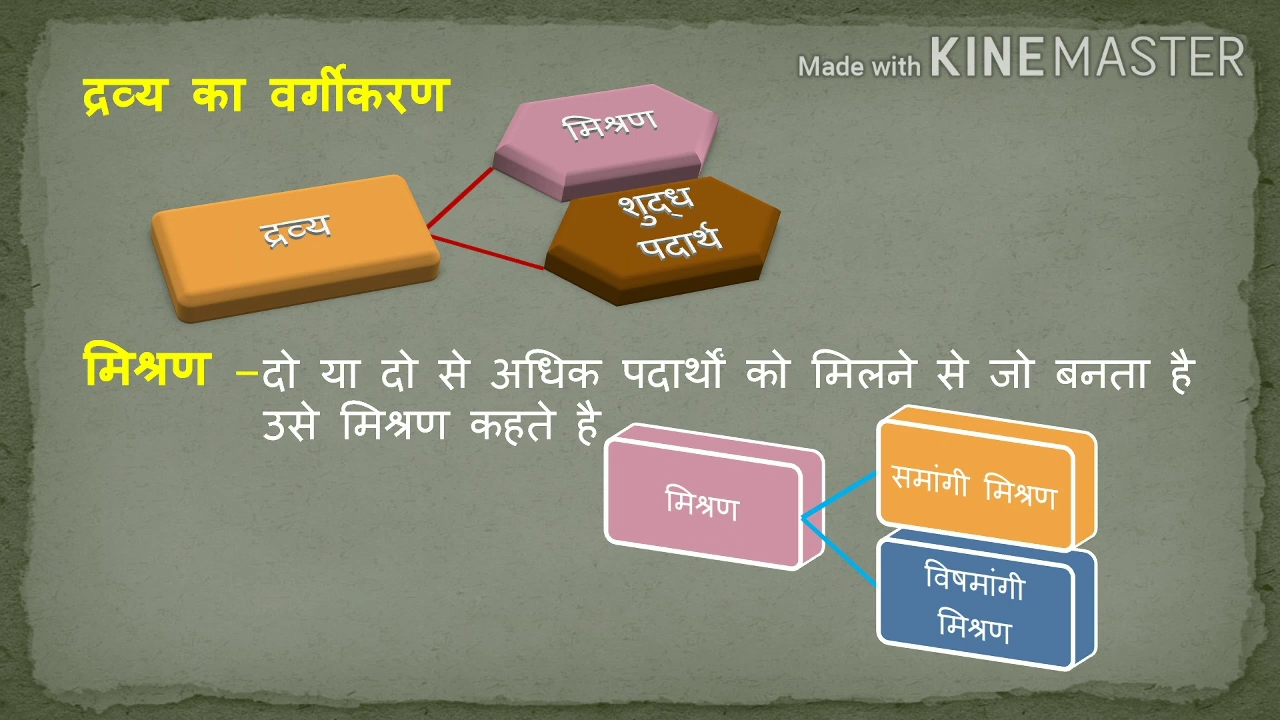 Made with KINEMASTER
द्रव्य का वर्गीकरण
मिश्रण
द्रव्य
शुद्ध
पदार्थ
मिश्रण –दो या दो से अधिक पदार्थों को मिलने से जो बनता है
उसे मिश्रण कहते है
मिश्रण
समांगी मिश्रण
विषमांगी
मिश्रण